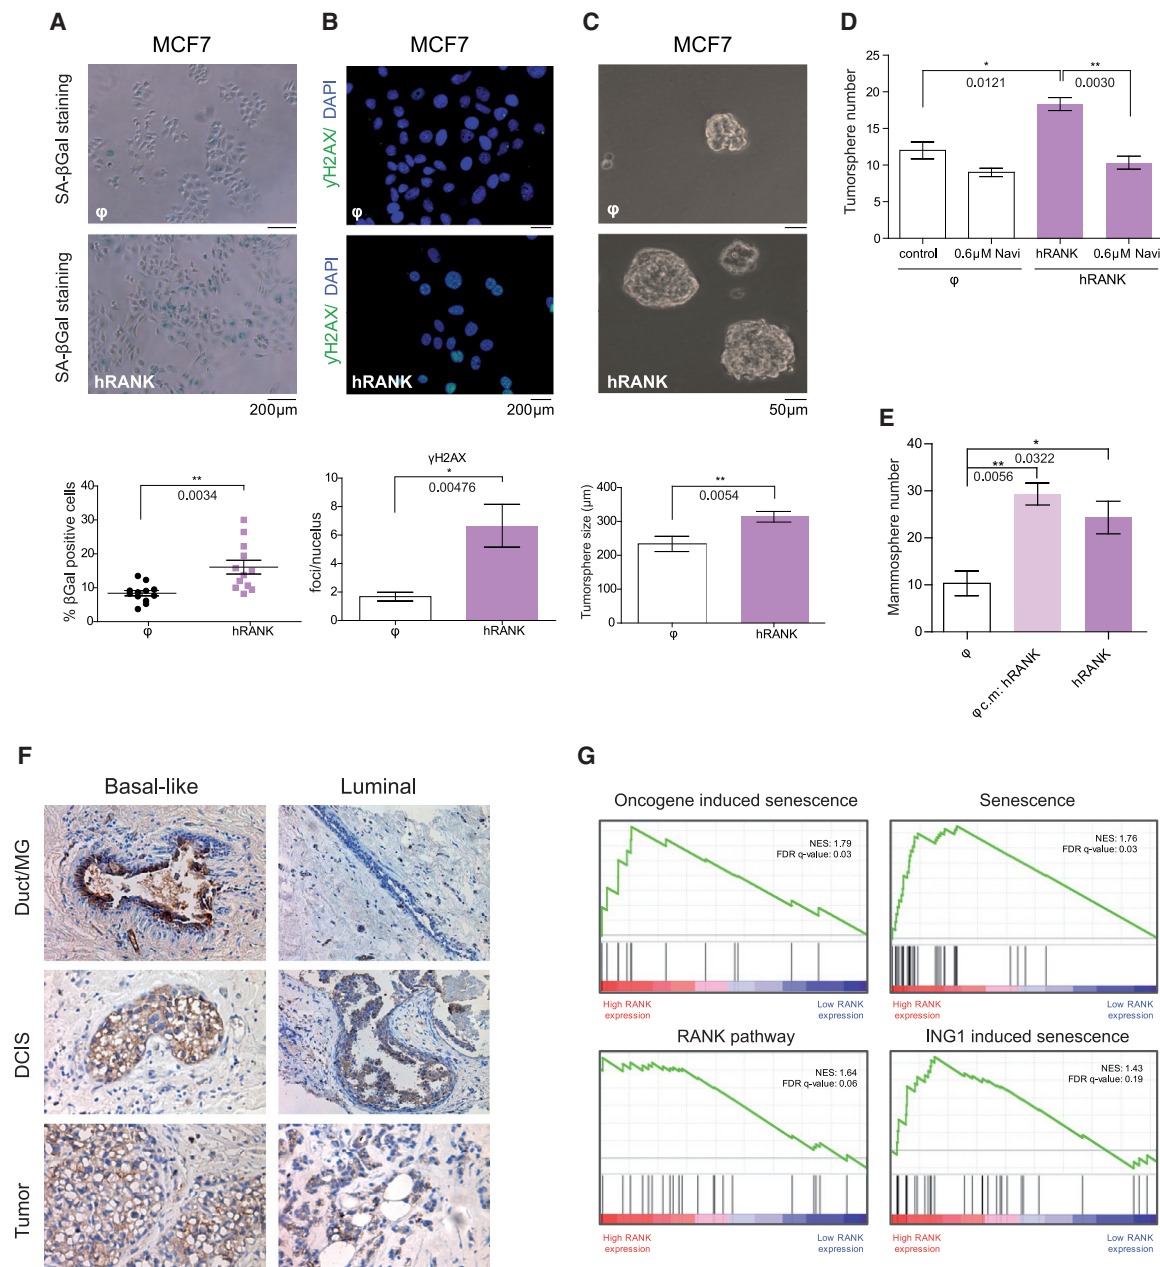 A
MCF7
SA-βGal staining
φ
SA-βGal staining
hRANK
200µm
% βGal positive cells
40
30
20
10
0
**
0.0034
φ
hRANK
B
MCF7
γH2AX/ DAPI
φ
γH2AX/ DAPI
hRANK
200µm
γH2AX
foci/nucelus
10
8
6
4
2
0
*
0.00476
φ
hRANK
C
MCF7
φ
hRANK
50µm
Tumorsphere size (µm)
400
300
200
100
0
**
0.0054
φ
hRANK
D
Tumorsphere number
25
20
15
10
5
0
*
0.0121
**
0.0030
control
0.6µM Navi
hRANK
0.6µM Navi
φ
hRANK
E
Mammosphere number
40
30
20
10
0
*
0.0322
**
0.0056
φ
φc.m: hRANK
hRANK
F
Basal-like
Luminal
Duct/MG
DCIS
Tumor
G
Oncogene induced senescence
NES: 1.79
FDR q-value: 0.03
High RANK
expression
Low RANK
expression
Senescence
NES: 1.76
FDR q-value: 0.03
High RANK
expression
Low RANK
expression
RANK pathway
NES: 1.64
FDR q-value: 0.06
High RANK
expression
Low RANK
expression
ING1 induced senescence
NES: 1.43
FDR q-value: 0.19
High RANK
expression
Low RANK
expression